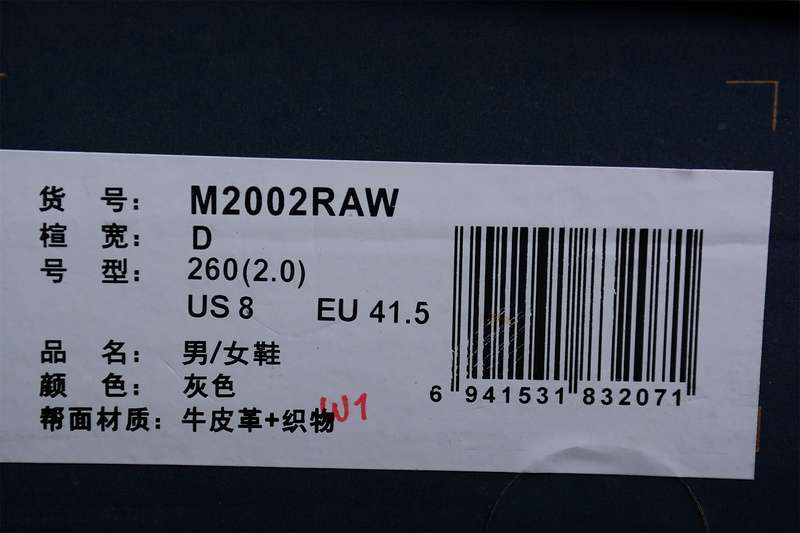 货 号： M2002RAW
楦 宽： D
号 型： 260(2.0)
US 8 EU 41.5
品 名： 男/女鞋
颜 色： 灰色
帮面材质：牛皮革+织物
W1
6 941531 832071